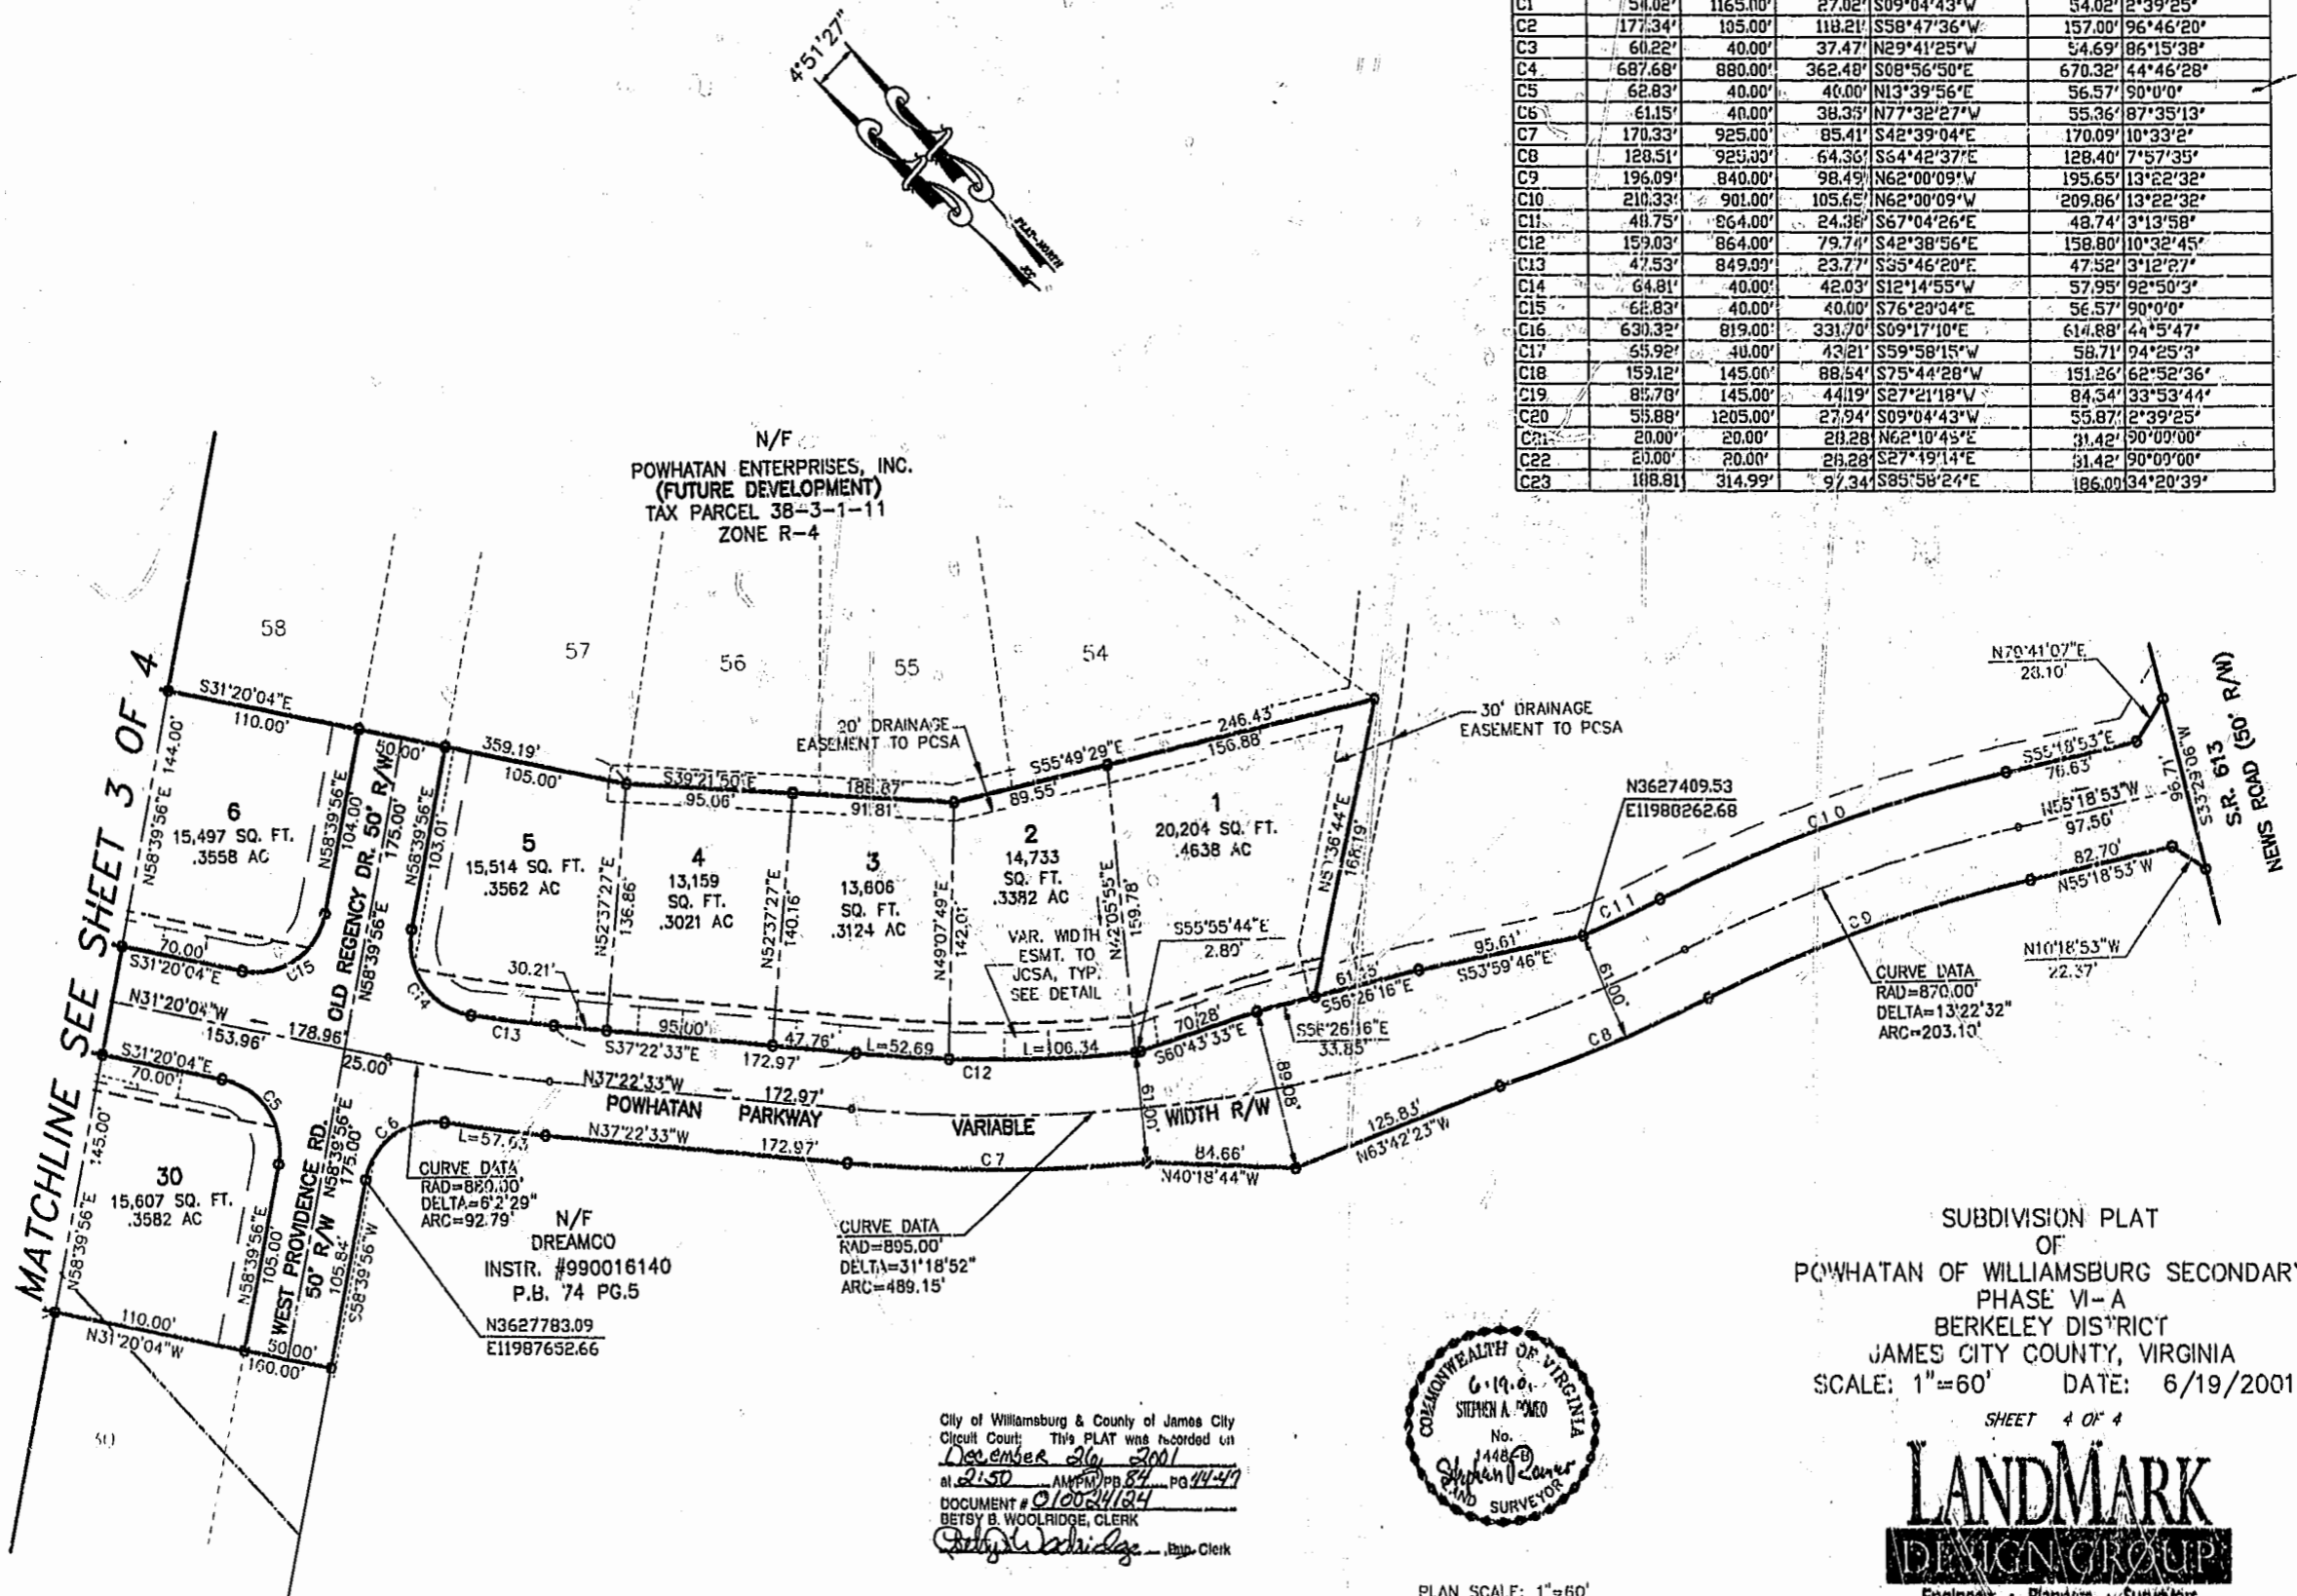 4°51'27"
PLAT-NORTH
C1 54.02' 1165.00' 27.02' S09°04'43"W 54.02' 2°39'25"
C2 177.34' 105.00' 118.21' S58°47'36"W 157.00' 96°46'20"
C3 60.22' 40.00' 37.47' N29°41'25"W 54.69' 86°15'38"
C4 687.68' 880.00' 362.48' S08°56'50"E 670.32' 44°46'28"
C5 62.83' 40.00' 40.00' N13°39'56"E 56.57' 90°0'0"
C6 61.15' 40.00' 38.35' N77°32'27"W 55.36' 87°35'13"
C7 170.33' 925.00' 85.41' S42°39'04"E 170.09' 10°33'2"
C8 128.51' 925.00' 64.36' S64°42'37"E 128.40' 7°57'35"
C9 196.09' 840.00' 98.49' N62°00'09"W 195.65' 13°22'32"
C10 210.33' 901.00' 105.65' N62°00'09"W 209.86' 13°22'32"
C11 48.75' 864.00' 24.38' S67°04'26"E 48.74' 3°13'58"
C12 159.03' 864.00' 79.74' S42°38'56"E 158.80' 10°32'45"
C13 47.53' 849.00' 23.77' S35°46'20"E 47.52' 3°12'27"
C14 64.81' 40.00' 42.03' S12°14'55"W 57.95' 92°50'3"
C15 62.83' 40.00' 40.00' S76°20'04"E 56.57' 90°0'0"
C16 630.32' 819.00' 331.70' S09°17'10"E 614.88' 44°5'47"
C17 65.92' 40.00' 43.21' S59°58'15"W 58.71' 94°25'3"
C18 159.12' 145.00' 88.54' S75°44'28"W 151.26' 62°52'36"
C19 85.78' 145.00' 44.19' S27°21'18"W 84.54' 33°53'44"
C20 55.88' 1205.00' 27.94' S09°04'43"W 55.87' 2°39'25"
C21 20.00' 20.00' 28.28 N62°10'45"E 31.42' 90°00'00"
C22 20.00' 20.00' 28.28 S27°49'14"E 31.42' 90°00'00"
C23 188.81 314.99' 97.34' S85°58'24"E 186.00 34°20'39"
N/F
POWHATAN ENTERPRISES, INC.
(FUTURE DEVELOPMENT)
TAX PARCEL 38-3-1-11
ZONE R-4
58
57
56
55
54
MATCHLINE SEE SHEET 3 OF 4
S31°20'04"E
110.00'
50.00'
359.19'
105.00'
S39°21'50"E
95.06'
186.87'
91.81'
20' DRAINAGE
EASEMENT TO PCSA
S55°49'29"E
89.55'
246.43'
156.88'
30' DRAINAGE
EASEMENT TO PCSA
N58°39'56"E 144.00'
6
15,497 SQ. FT.
.3558 AC
N58°39'56"E
104.00'
OLD REGENCY DR. 50' R/W
N58°39'56"E
175.00'
N58°39'56"E
103.01'
5
15,514 SQ. FT.
.3562 AC
N52°37'27"E
136.86'
4
13,159
SQ. FT.
.3021 AC
N52°37'27"E
140.16'
3
13,606
SQ. FT.
.3124 AC
N49°07'49"E
142.01'
2
14,733
SQ. FT.
.3382 AC
N42°05'55"E
159.78'
1
20,204 SQ. FT.
.4638 AC
168.19'
VAR. WIDTH
ESMT. TO
JCSA, TYP.
SEE DETAIL
S55°55'44"E
2.80'
70.00'
S31°20'04"E
C15
C14
C13
30.21'
95.00'
S37°22'33"E
47.76'
172.97'
L=52.69
C12
L=106.34
70.28'
S60°43'33"E
S56°26'16"E
33.85'
S56°26'16"E
95.61'
S53°59'46"E
N3627409.53
E11988262.68
C11
C10
S55°18'53"E
76.63'
N79°41'07"E
28.10'
S.R. 613
NEWS ROAD (50' R/W)
96.71'
N55°18'53"W
97.56'
82.70'
N55°18'53"W
N10°18'53"W
22.37'
C9
CURVE DATA
RAD=870.00'
DELTA=13°22'32"
ARC=203.10'
61.00'
C8
N31°20'04"W
153.96'
178.96'
25.00'
S31°20'04"E
70.00'
C5
C6
L=57.63
N37°22'33"W
172.97'
POWHATAN PARKWAY VARIABLE WIDTH R/W
N37°22'33"W
172.97'
C7
61.00'
89.08'
84.66'
N40°18'44"W
125.83'
N63°42'23"W
145.00'
N58°39'56"E
30
15,607 SQ. FT.
.3582 AC
N58°39'56"E
105.00'
WEST PROVIDENCE RD.
50' R/W
N58°39'56"E
175.00'
105.84'
S58°39'56"W
110.00'
N31°20'04"W
50.00'
160.00'
CURVE DATA
RAD=880.00'
DELTA=6°2'29"
ARC=92.79'
N/F
DREAMCO
INSTR. #990016140
P.B. 74 PG.5
N3627783.09
E11987652.66
CURVE DATA
RAD=895.00'
DELTA=31°18'52"
ARC=489.15'
City of Williamsburg & County of James City
Circuit Court: This PLAT was recorded on
December 26, 2001
at 2:50 AM/PM PB 84 PG 44-47
DOCUMENT # 010024124
BETSY B. WOOLRIDGE, CLERK
Clerk
COMMONWEALTH OF VIRGINIA
6.19.01
STEPHEN A. ROMEO
No.
1448-B
LAND SURVEYOR
SUBDIVISION PLAT
OF
POWHATAN OF WILLIAMSBURG SECONDARY
PHASE VI-A
BERKELEY DISTRICT
JAMES CITY COUNTY, VIRGINIA
SCALE: 1"=60' DATE: 6/19/2001
SHEET 4 OF 4
LANDMARK
DESIGN GROUP
Engineers Planners Surveyors
PLAN SCALE: 1"=60'